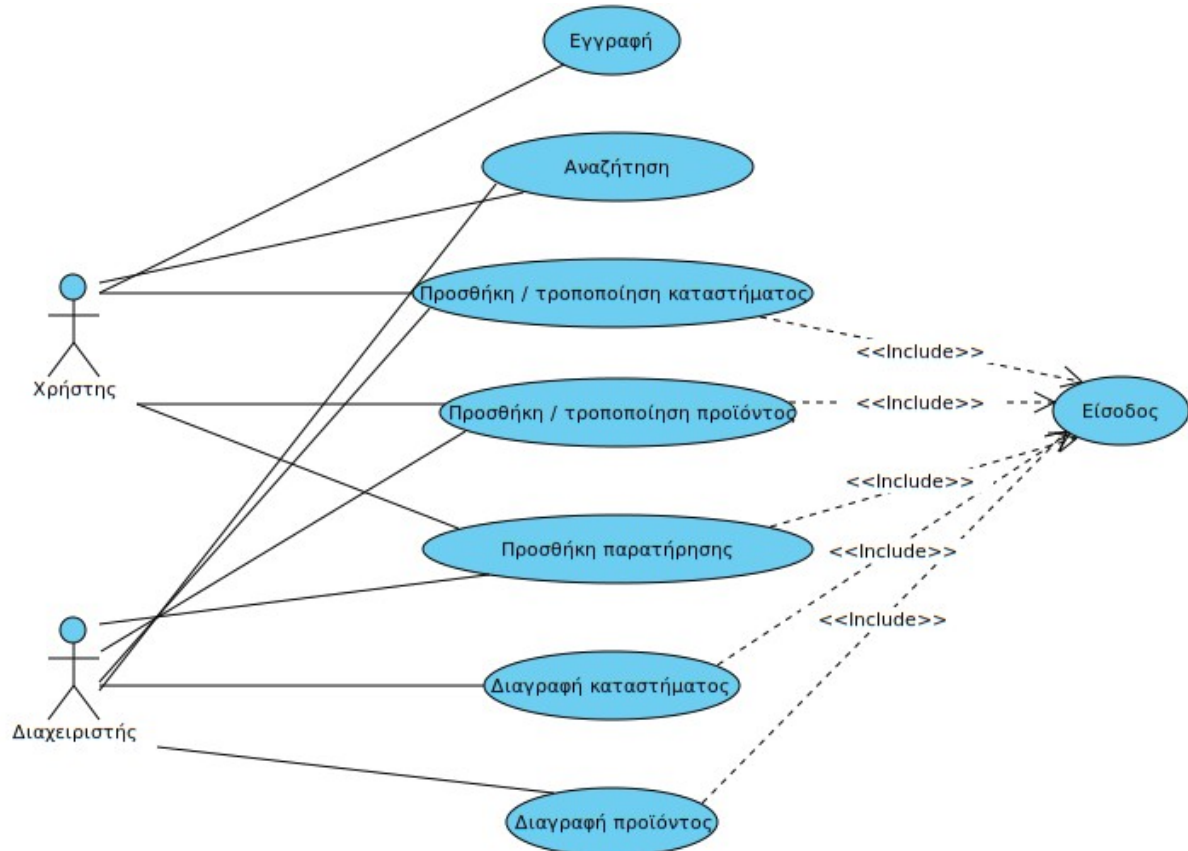 Εγγραφή
Αναζήτηση
Προσθήκη / τροποποίηση καταστήματος
<<Include>>
Χρήστης
Προσθήκη / τροποποίηση προϊόντος
<<Include>>
Είσοδος
<<Include>>
Προσθήκη παρατήρησης
<<Include>>
<<Include>>
Διαγραφή καταστήματος
Διαχειριστής
Διαγραφή προϊόντος